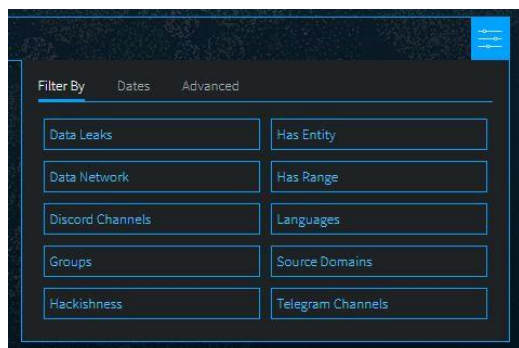 Filter By Dates Advanced
Data Leaks Has Entity
Data Network Has Range
Discord Channels Languages
Groups Source Domains
Hackishness Telegram Channels